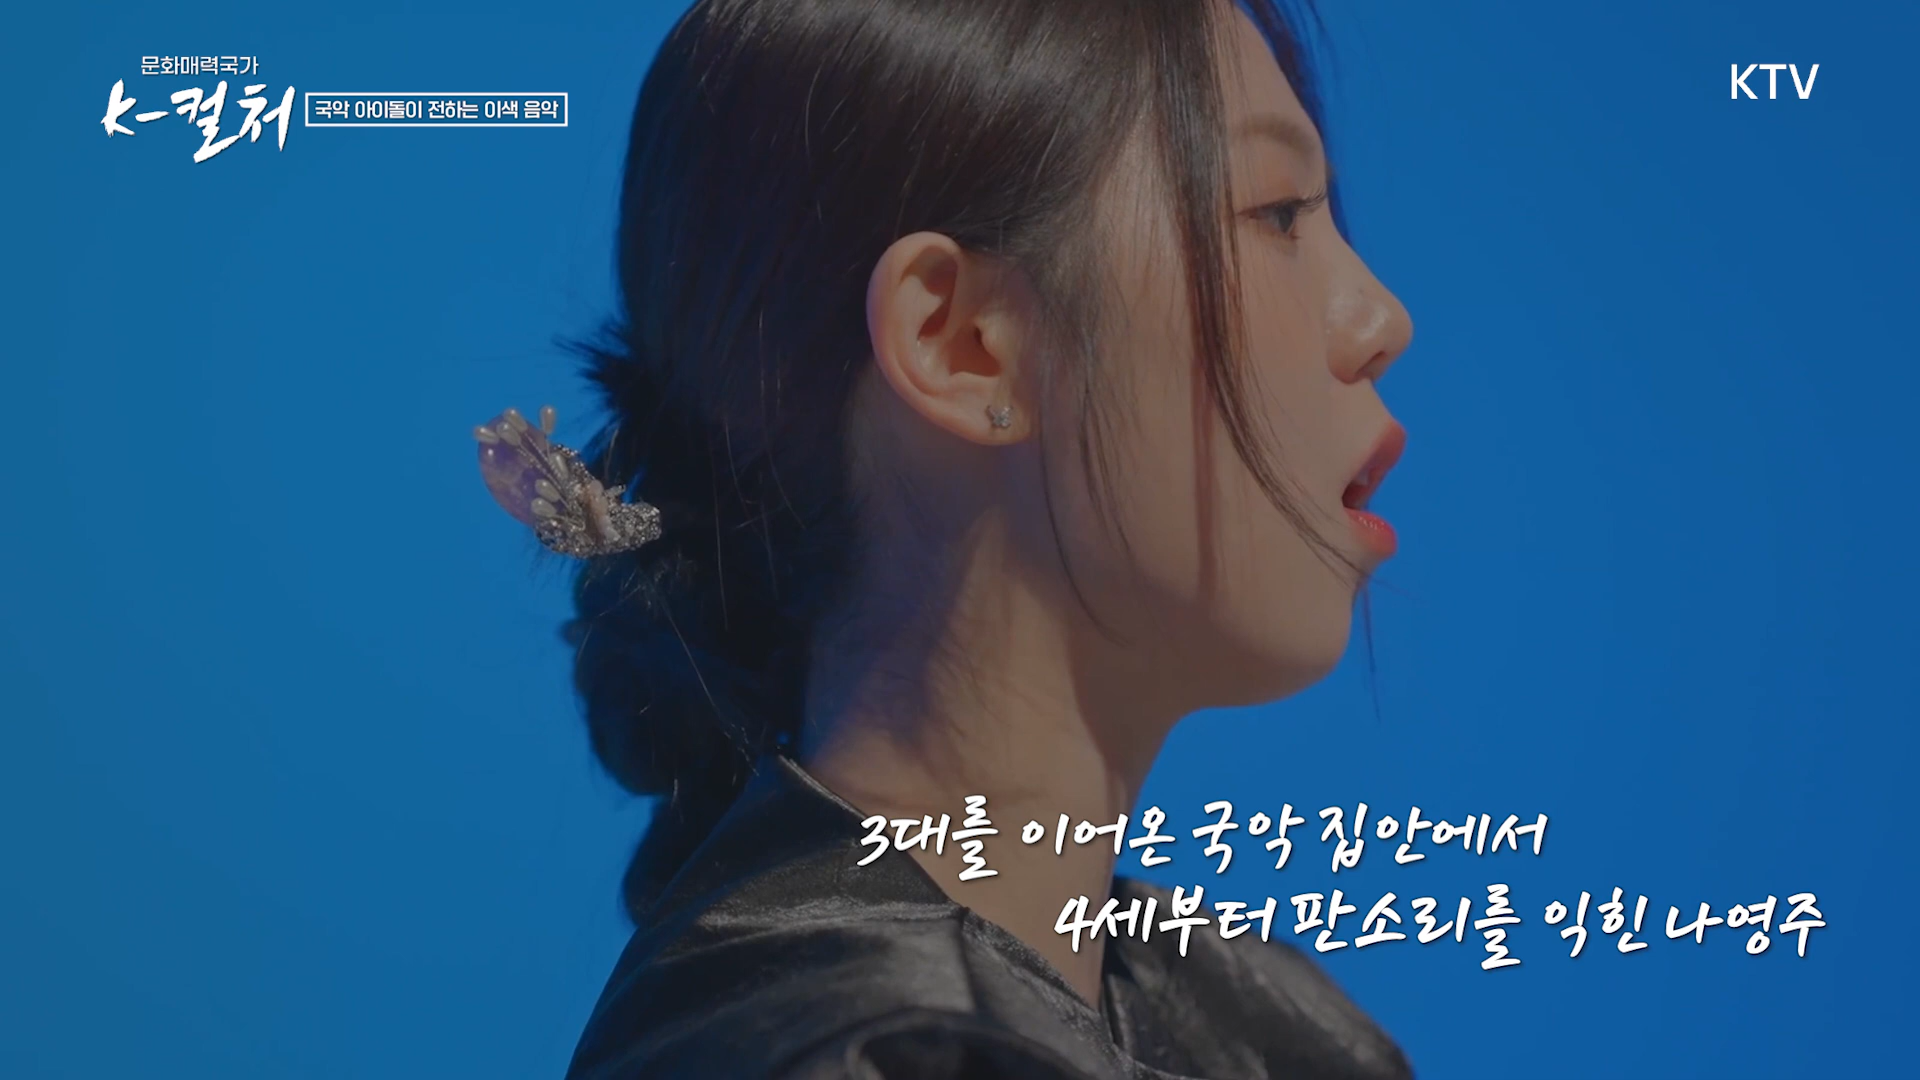 문화매력국가
K-컬처
국악 아이돌이 전하는 이색 음악
KTV
3대를 이어온 국악 집안에서
4세부터 판소리를 익힌 나영주